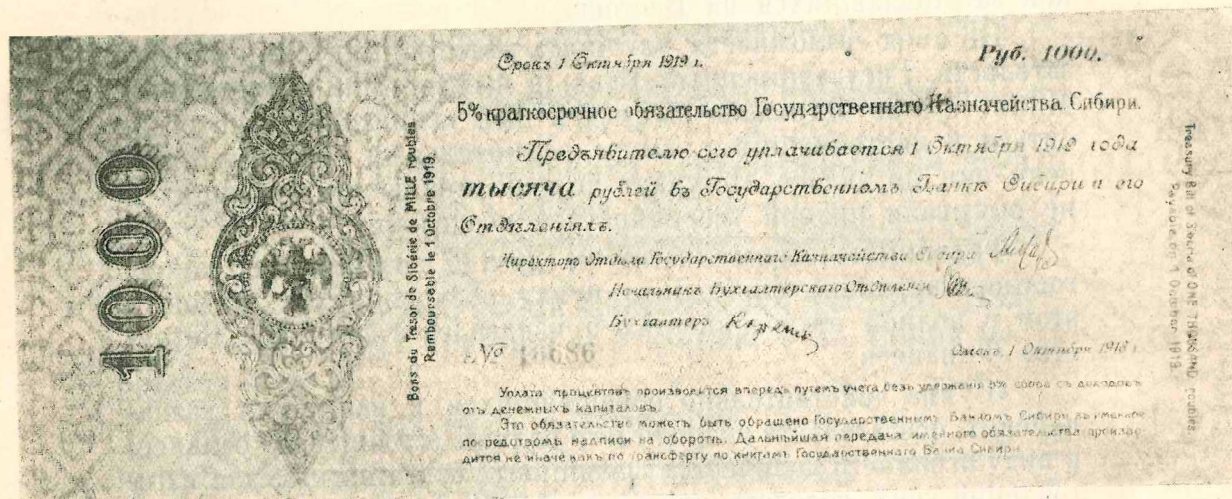 1000
Bons du Trésor de Sibérie de MILLE roubles
Remboursable le 1 Octobre 1919.
Срокъ 1 Октября 1919 г.
Руб. 1000.
5% краткосрочное обязательство Государственнаго Казначейства Сибири.
Предъявителю сего уплачивается 1 Октября 1919 года
тысяча рублей въ Государственномъ Банкѣ Сибири и его
Отдѣленіяхъ.
Директоръ Отдѣла Государственнаго Казначейства Сибири
Начальникъ Бухгалтерскаго Отдѣленія
Бухгалтеръ
№ 16686
Омскъ, 1 Октября 1918 г.
Уплата процентовъ производится впередъ путемъ учета, безъ удержанія 5% сбора съ доходовъ
отъ денежныхъ капиталовъ.
Это обязательство можетъ быть обращено Государственнымъ Банкомъ Сибири въ именное
посредствомъ надписи на оборотѣ. Дальнѣйшая передача имейного обязательства производ-
дится не иначе какъ по трансферту по книгамъ Государственнаго Банка Сибири.
Treasury Bill of Siberia of ONE THOUSAND roubles
Payable on 1 October 1919.